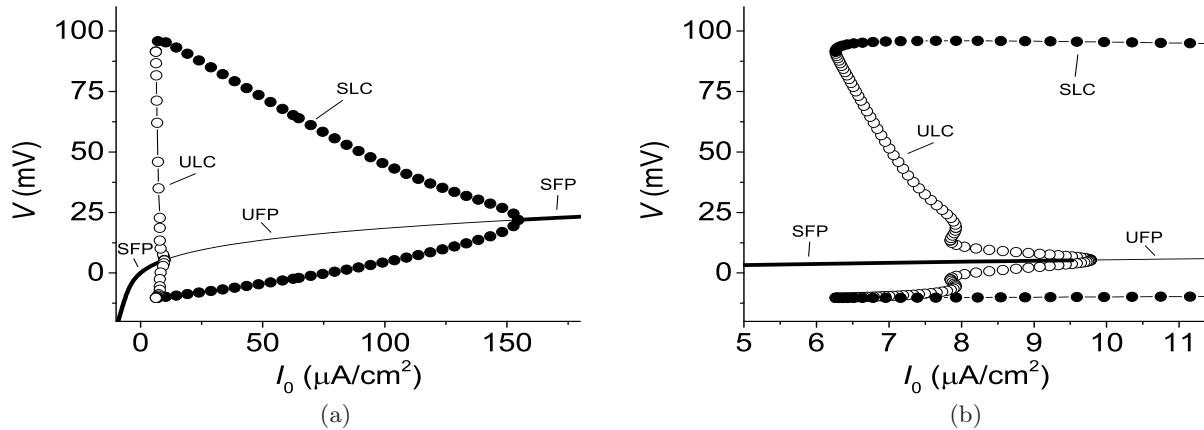 100
75
50
25
0
V (mV)
SLC
ULC
UFP
SFP
SFP
0 50 100 150
I₀ (μA/cm²)
(a)
100
75
50
25
0
V (mV)
SLC
ULC
SFP
UFP
5 6 7 8 9 10 11
I₀ (μA/cm²)
(b)